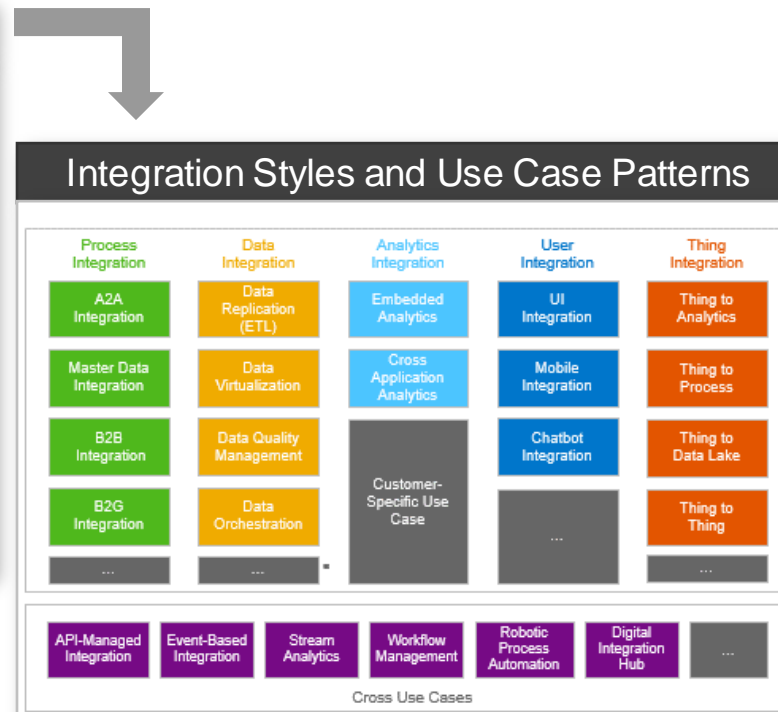 Integration Styles and Use Case Patterns
Process
Integration
Data
Integration
Analytics
Integration
User
Integration
Thing
Integration
A2A
Integration
Data
Replication
(ETL)
Embedded
Analytics
UI
Integration
Thing to
Analytics
Master Data
Integration
Data
Virtualization
Cross
Application
Analytics
Mobile
Integration
Thing to
Process
B2B
Integration
Data Quality
Management
Customer-
Specific Use
Case
Chatbot
Integration
Thing to
Data Lake
B2G
Integration
Data
Orchestration
...
Thing to
Thing
...
...
...
API-Managed
Integration
Event-Based
Integration
Stream
Analytics
Workflow
Management
Robotic
Process
Automation
Digital
Integration
Hub
...
Cross Use Cases